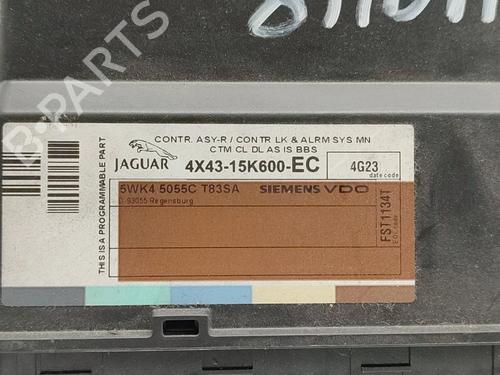 THIS IS A PROGRAMMABLE PART
CONTR. ASY-R / CONTR LK & ALRM SYS MN
CTM CL DL AS IS BBS
JAGUAR
4X43-15K600-EC
4G23
date code
5WK4 5055C T83SA SIEMENS VDO
D-93055 Regensburg
FST1134T
B-PARTS